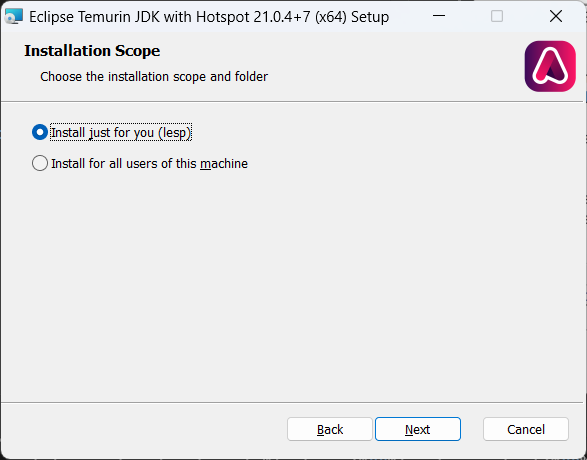 Eclipse Temurin JDK with Hotspot 21.0.4+7 (x64) Setup
Installation Scope
Choose the installation scope and folder
Install just for you (lesp)
Install for all users of this machine
Back Next Cancel